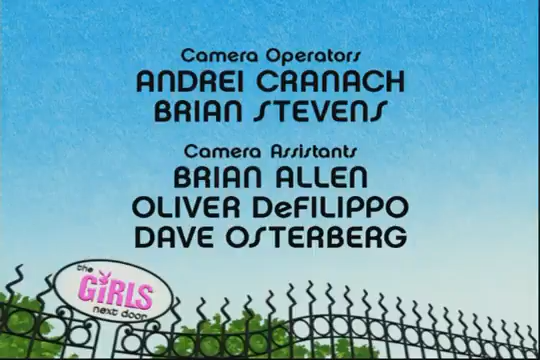 Camera Operators
ANDREI CRANACH
BRIAN STEVENS
Camera Assistants
BRIAN ALLEN
OLIVER DeFILIPPO
DAVE OSTERBERG
the
GiRLS
next door